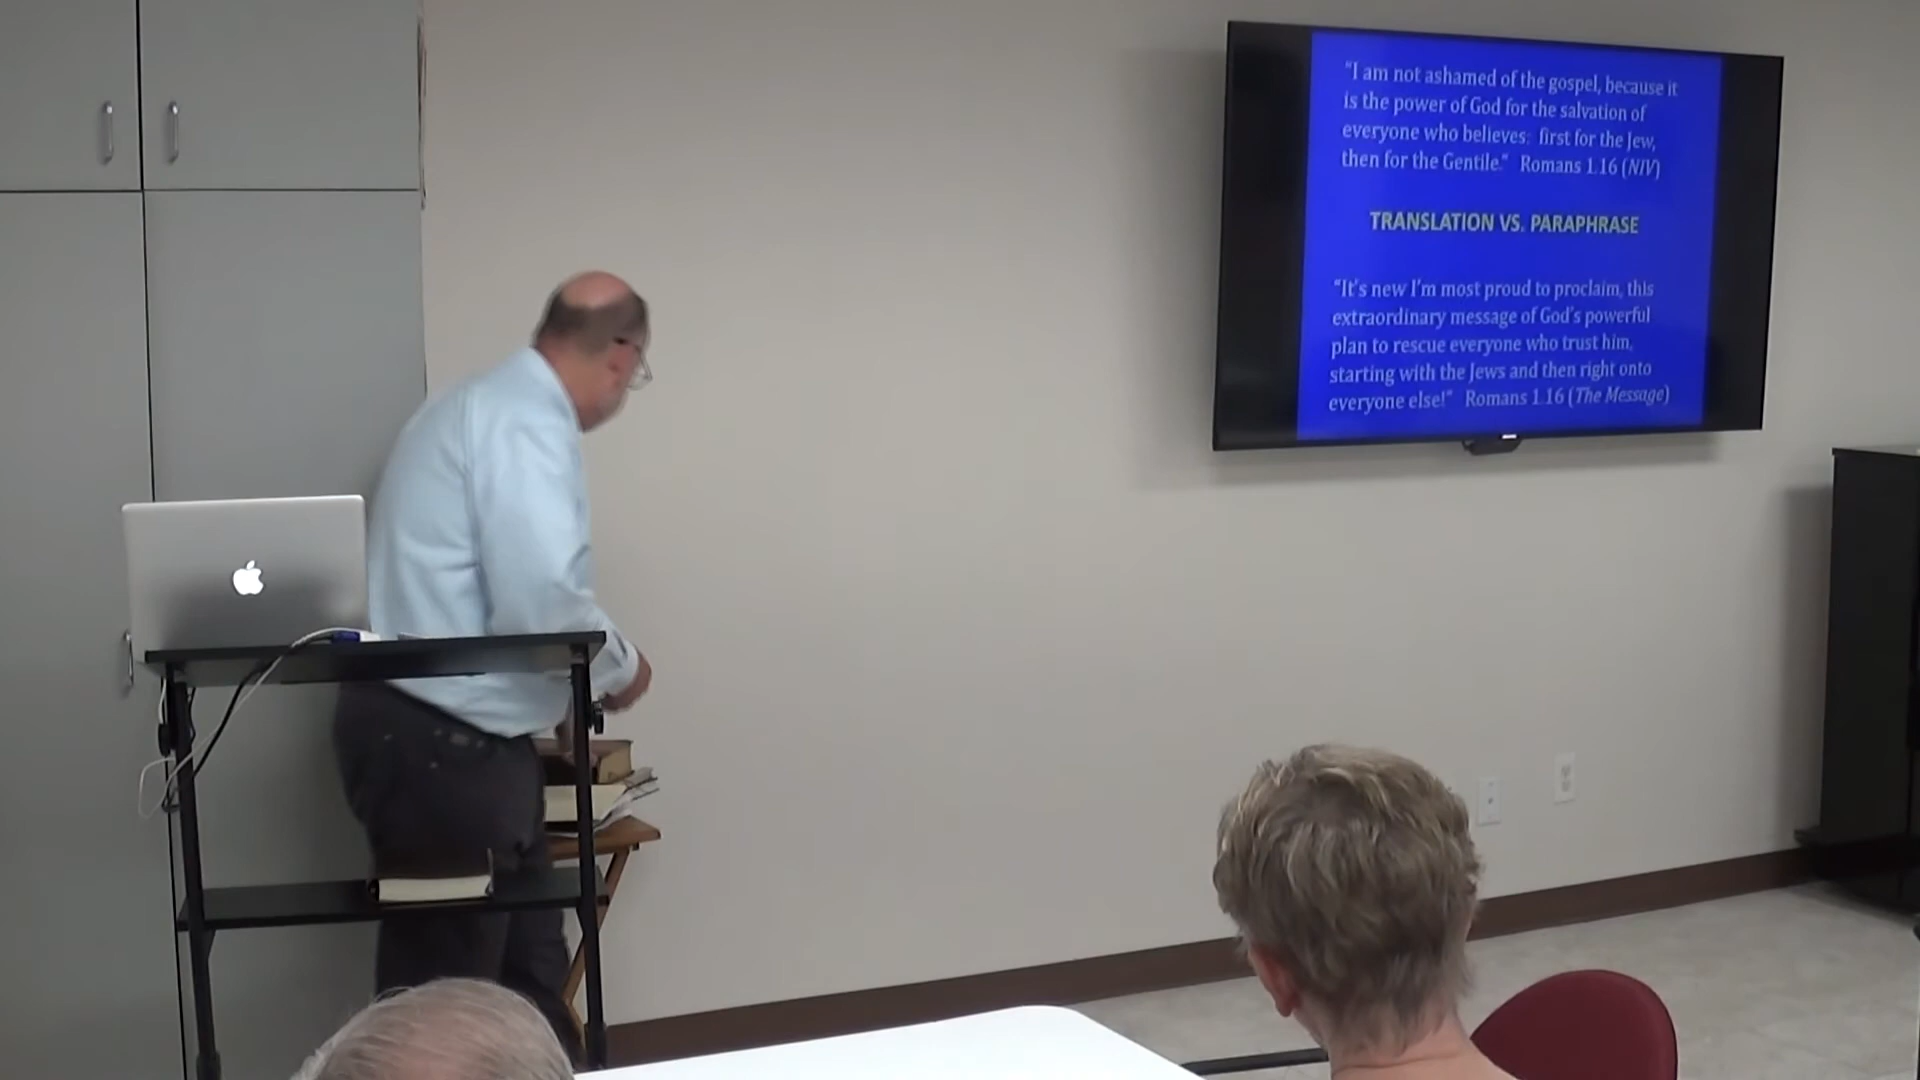 "I am not ashamed of the gospel, because it
is the power of God for the salvation of
everyone who believes: first for the Jew,
then for the Gentile." Romans 1.16 (NIV)
TRANSLATION VS. PARAPHRASE
"It's new I'm most proud to proclaim, this
extraordinary message of God's powerful
plan to rescue everyone who trust him,
starting with the Jews and then right onto
everyone else!" Romans 1.16 (The Message)